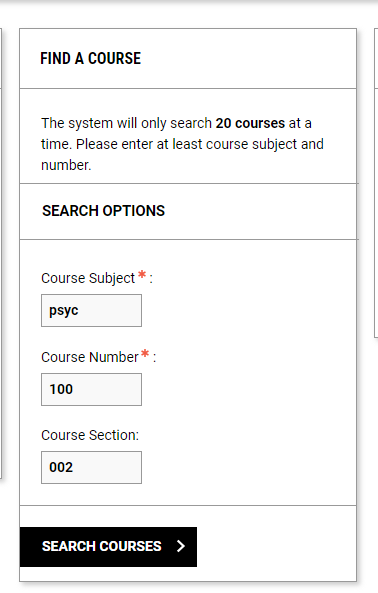 FIND A COURSE
The system will only search 20 courses at a
time. Please enter at least course subject and
number.
SEARCH OPTIONS
Course Subject * :
psyc
Course Number * :
100
Course Section:
002
SEARCH COURSES